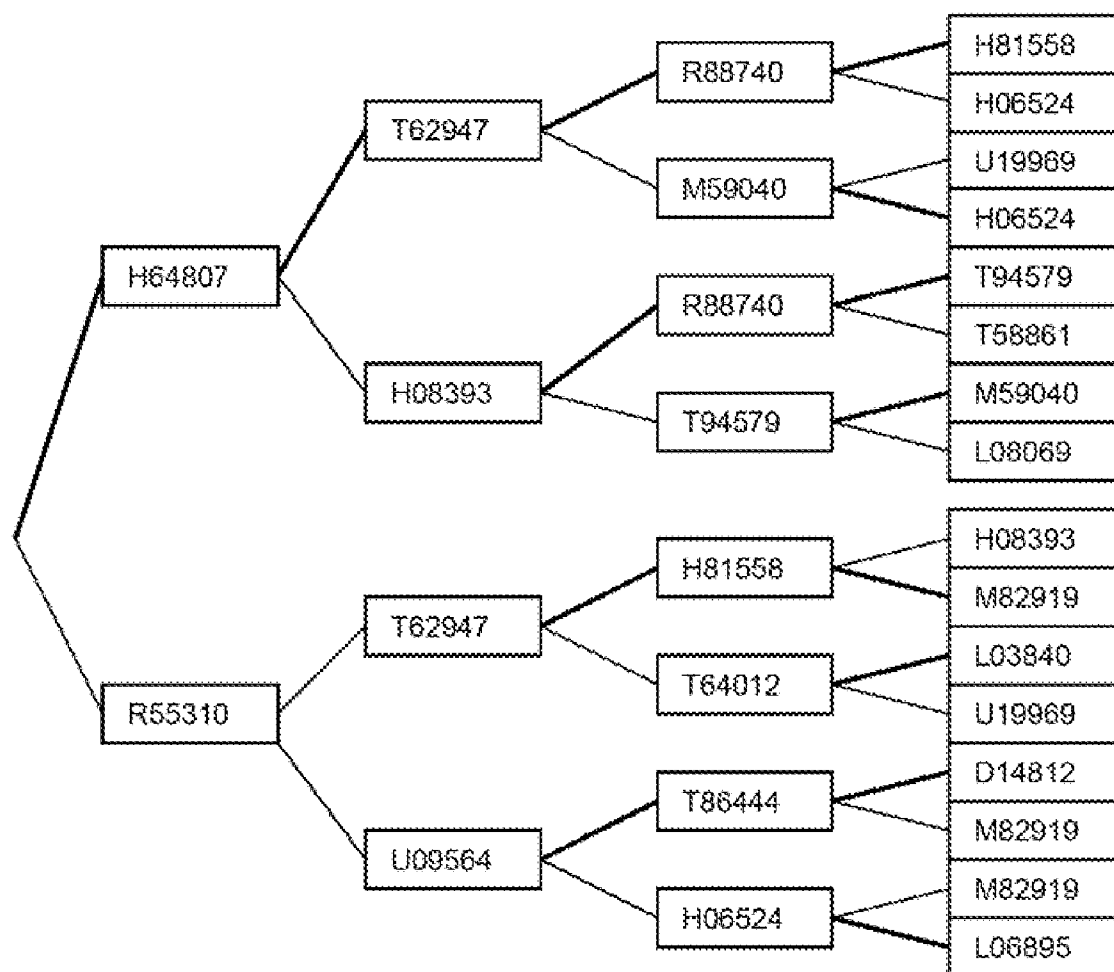 H81558
R88740
H06524
T62947
U19969
M59040
H06524
H64807
T94579
R88740
T58861
H08393
M59040
T94579
L08069
H08393
H81558
M82919
T62947
L03840
T64012
U19969
R55310
D14812
T86444
M82919
U09564
M82919
H06524
L06895